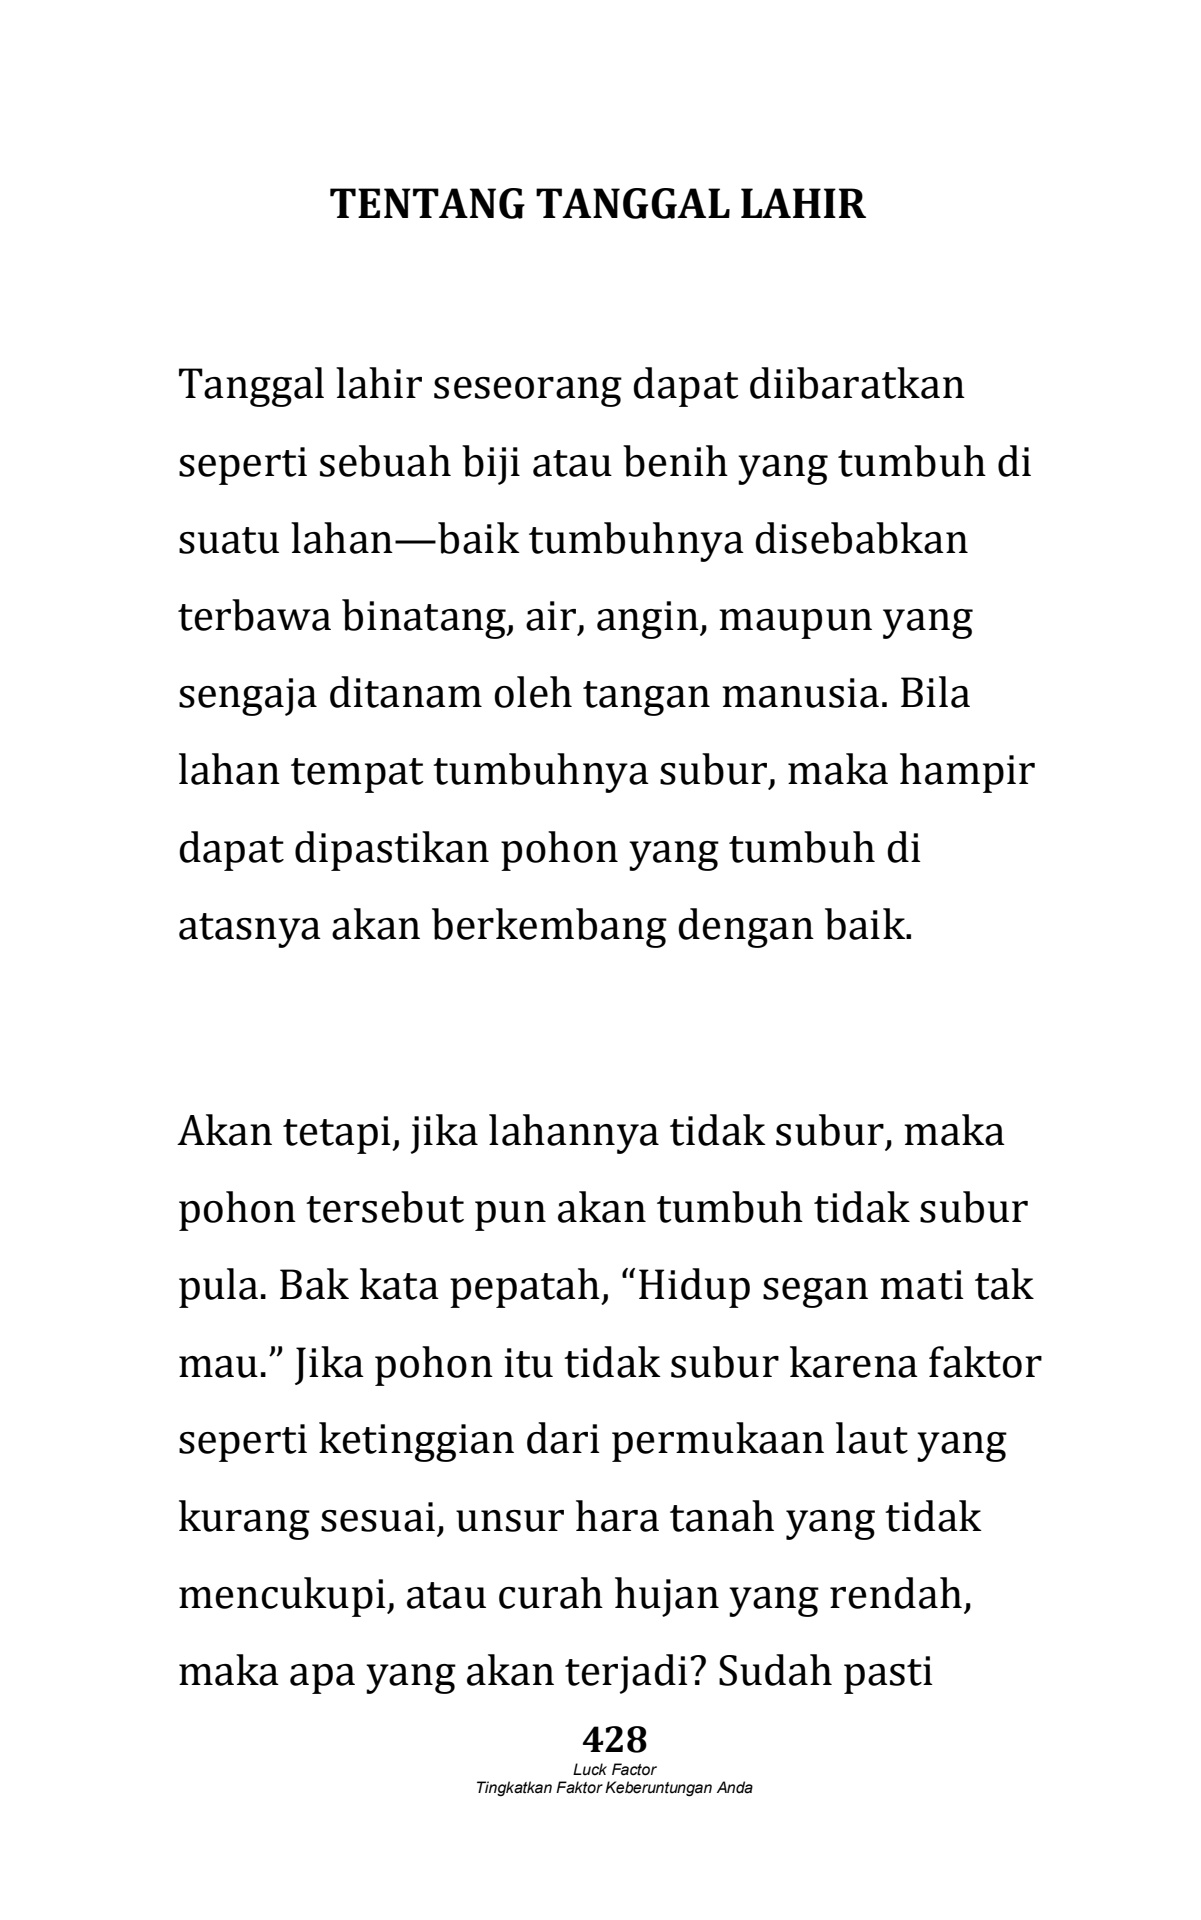 TENTANG TANGGAL LAHIR
Tanggal lahir seseorang dapat diibaratkan
seperti sebuah biji atau benih yang tumbuh di
suatu lahan—baik tumbuhnya disebabkan
terbawa binatang, air, angin, maupun yang
sengaja ditanam oleh tangan manusia. Bila
lahan tempat tumbuhnya subur, maka hampir
dapat dipastikan pohon yang tumbuh di
atasnya akan berkembang dengan baik.
Akan tetapi, jika lahannya tidak subur, maka
pohon tersebut pun akan tumbuh tidak subur
pula. Bak kata pepatah, “Hidup segan mati tak
mau.” Jika pohon itu tidak subur karena faktor
seperti ketinggian dari permukaan laut yang
kurang sesuai, unsur hara tanah yang tidak
mencukupi, atau curah hujan yang rendah,
maka apa yang akan terjadi? Sudah pasti
428
Luck Factor
Tingkatkan Faktor Keberuntungan Anda